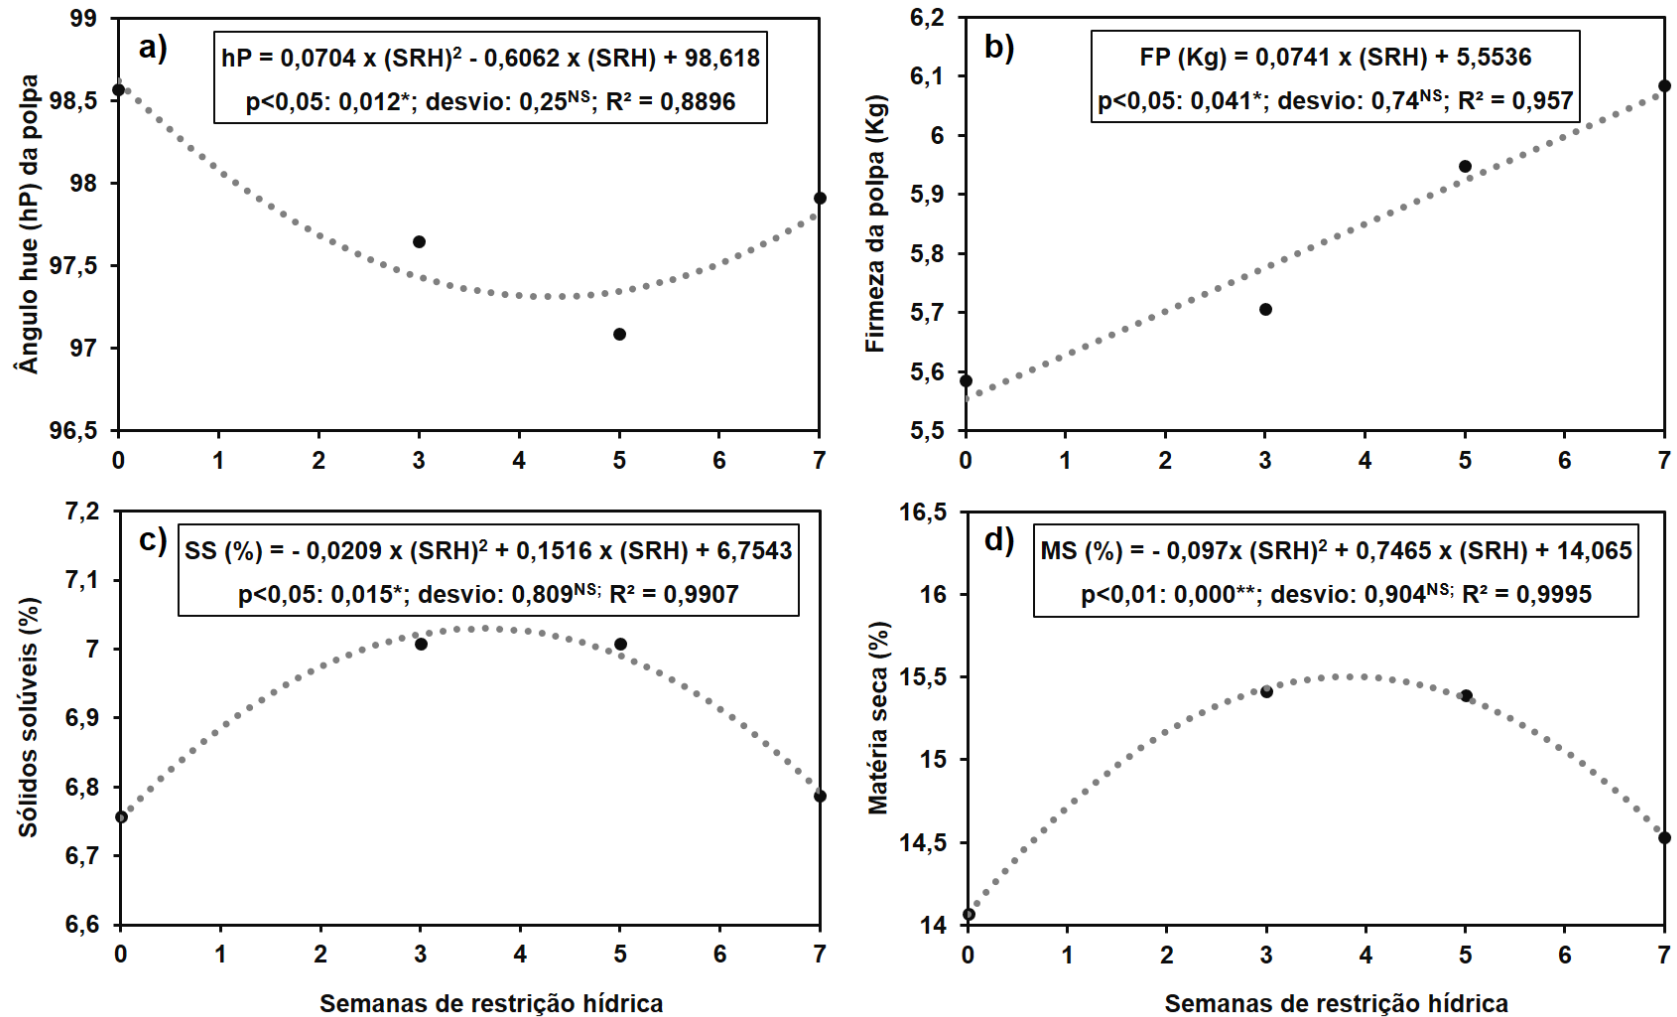 a)
hP = 0,0704 x (SRH)² - 0,6062 x (SRH) + 98,618
p<0,05: 0,012*; desvio: 0,25ᴺˢ; R² = 0,8896
Ângulo hue (hP) da polpa
99
98,5
98
97,5
97
96,5
0 1 2 3 4 5 6 7
b)
FP (Kg) = 0,0741 x (SRH) + 5,5536
p<0,05: 0,041*; desvio: 0,74ᴺˢ; R² = 0,957
Firmeza da polpa (Kg)
6,2
6,1
6
5,9
5,8
5,7
5,6
5,5
0 1 2 3 4 5 6 7
c)
SS (%) = - 0,0209 x (SRH)² + 0,1516 x (SRH) + 6,7543
p<0,05: 0,015*; desvio: 0,809ᴺˢ; R² = 0,9907
Sólidos solúveis (%)
7,2
7,1
7
6,9
6,8
6,7
6,6
0 1 2 3 4 5 6 7
Semanas de restrição hídrica
d)
MS (%) = - 0,097x (SRH)² + 0,7465 x (SRH) + 14,065
p<0,01: 0,000**; desvio: 0,904ᴺˢ; R² = 0,9995
Matéria seca (%)
16,5
16
15,5
15
14,5
14
0 1 2 3 4 5 6 7
Semanas de restrição hídrica